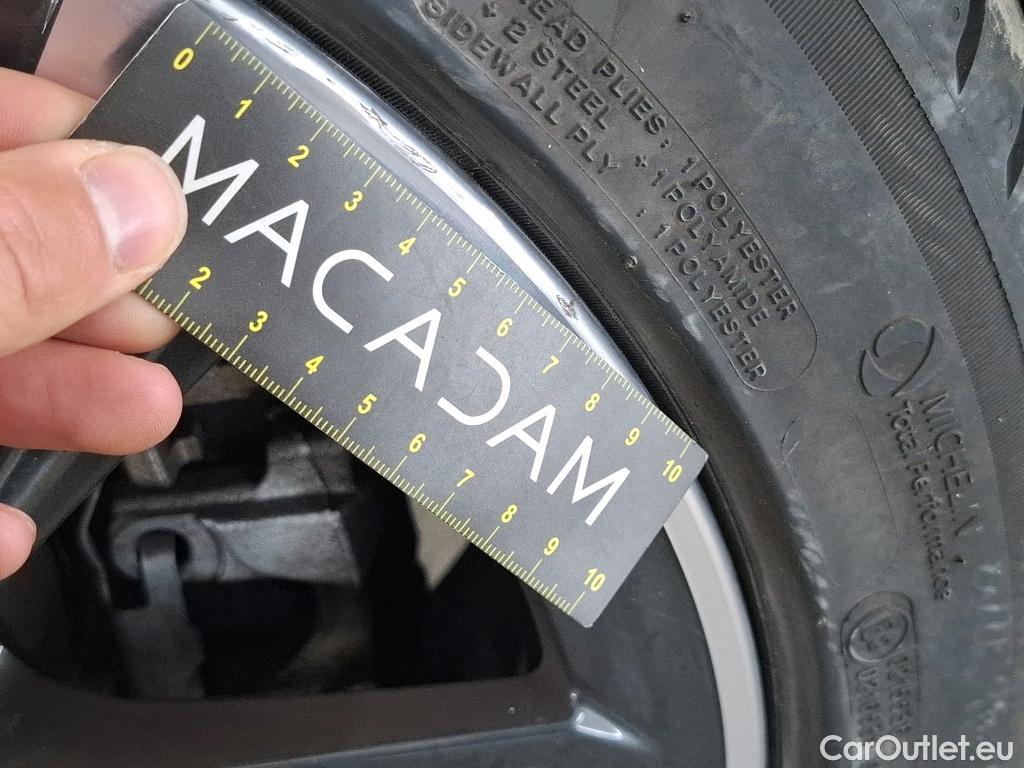 0 1 2 3 4 5 6 7 8 9 10
MACADAM
2 3 4 5 6 7 8 9 10
TREAD PLIES : 1 POLYESTER
+ 2 STEEL + 1 POLYAMIDE
SIDEWALL PLY : 1 POLYESTER
MICHELIN
Total Performance
CarOutlet.eu